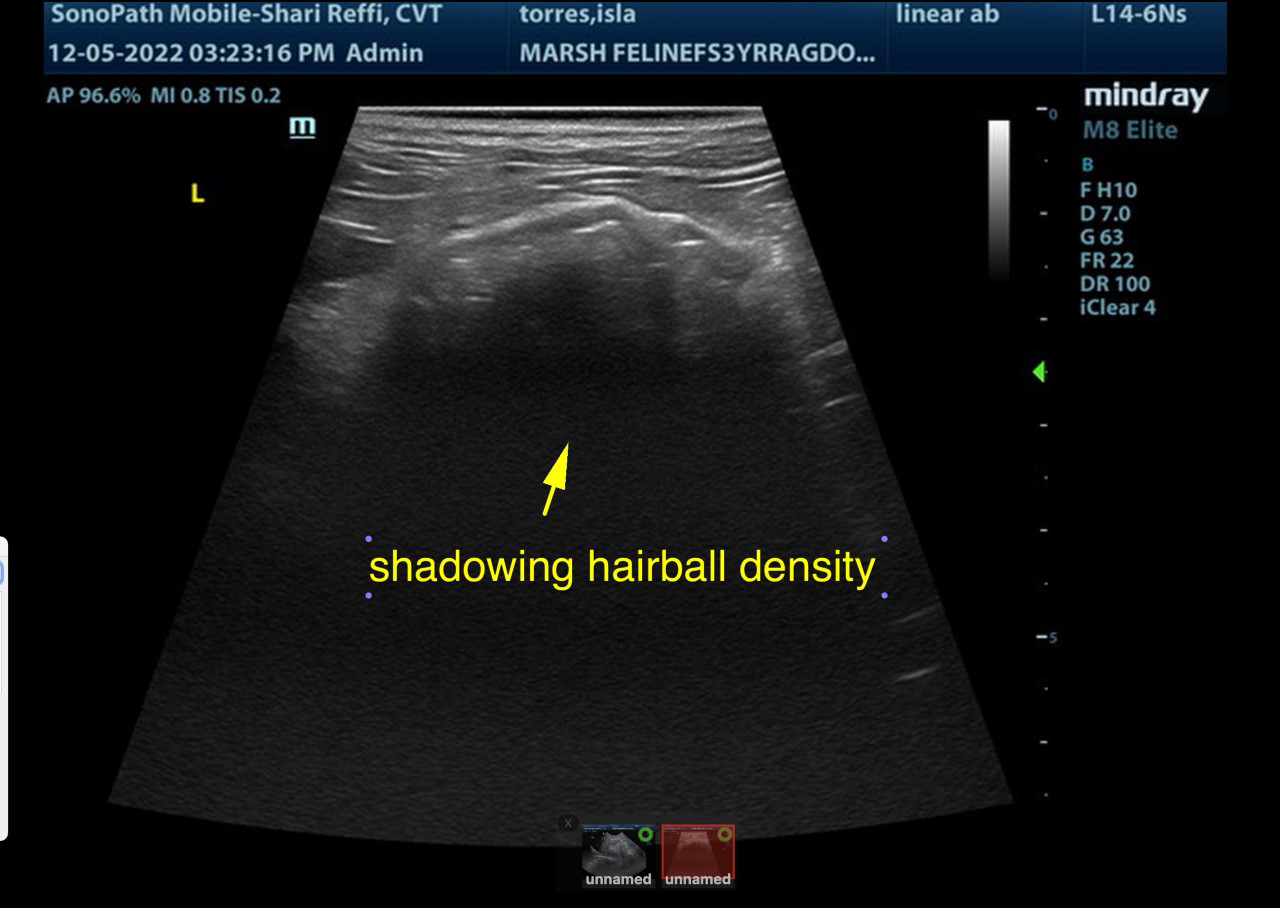 SonoPath Mobile-Shari Reffi, CVT
torres,isla
linear ab
L14-6Ns
12-05-2022 03:23:16 PM Admin
MARSH FELINEFS3YRRAGDO...
AP 96.6% MI 0.8 TIS 0.2
mindray
m
M8 Elite
L
B
F H10
D 7.0
G 63
FR 22
DR 100
iClear 4
0
shadowing hairball density
5
x
unnamed
unnamed